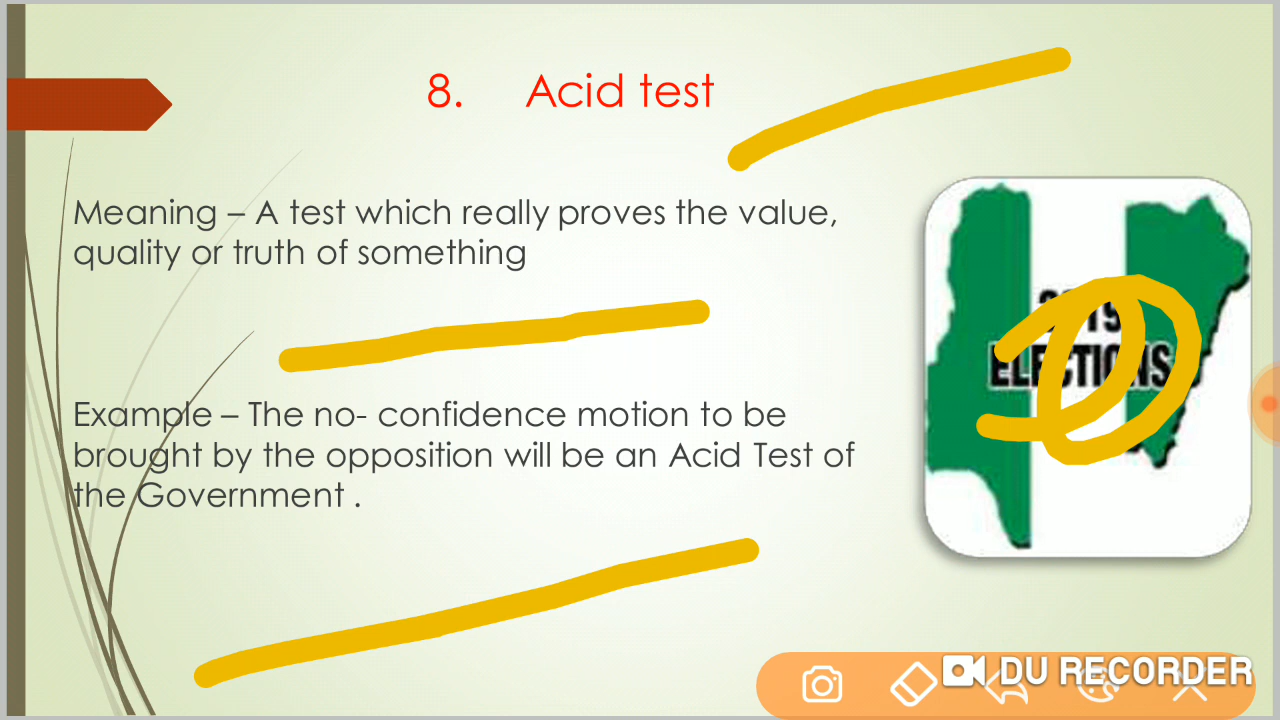 8. Acid test
Meaning – A test which really proves the value,
quality or truth of something
Example – The no- confidence motion to be
brought by the opposition will be an Acid Test of
the Government .
ELECTIONS
DU RECORDER